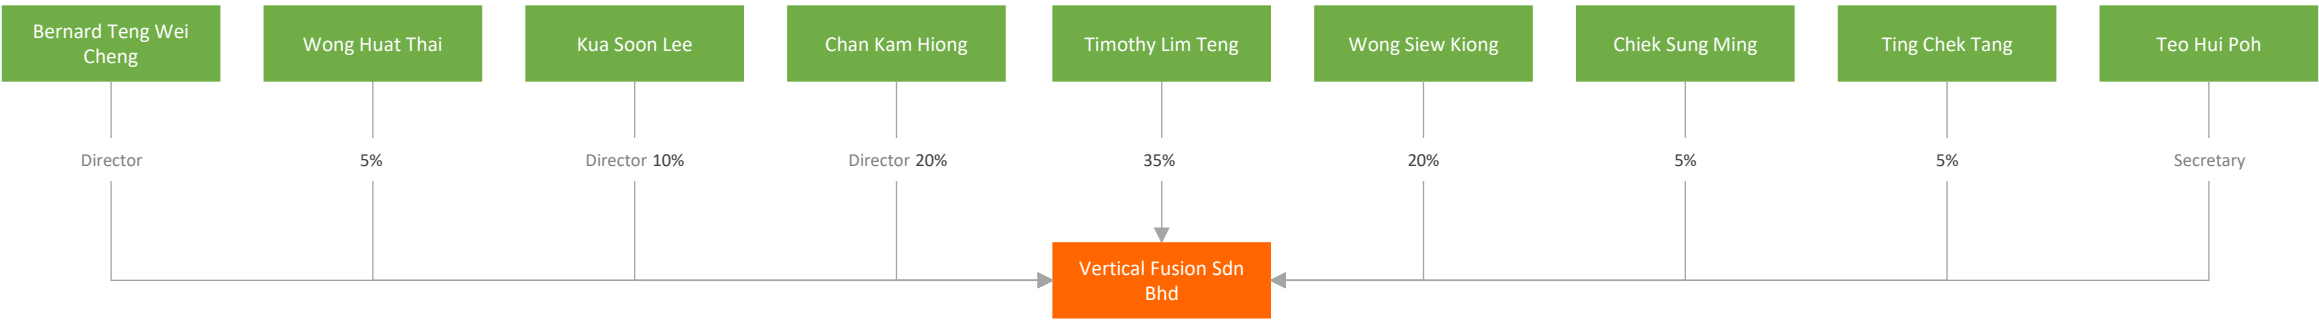 Bernard Teng Wei
Cheng
Wong Huat Thai
Kua Soon Lee
Chan Kam Hiong
Timothy Lim Teng
Wong Siew Kiong
Chiek Sung Ming
Ting Chek Tang
Teo Hui Poh
Director
5%
Director 10%
Director 20%
35%
20%
5%
5%
Secretary
Vertical Fusion Sdn
Bhd